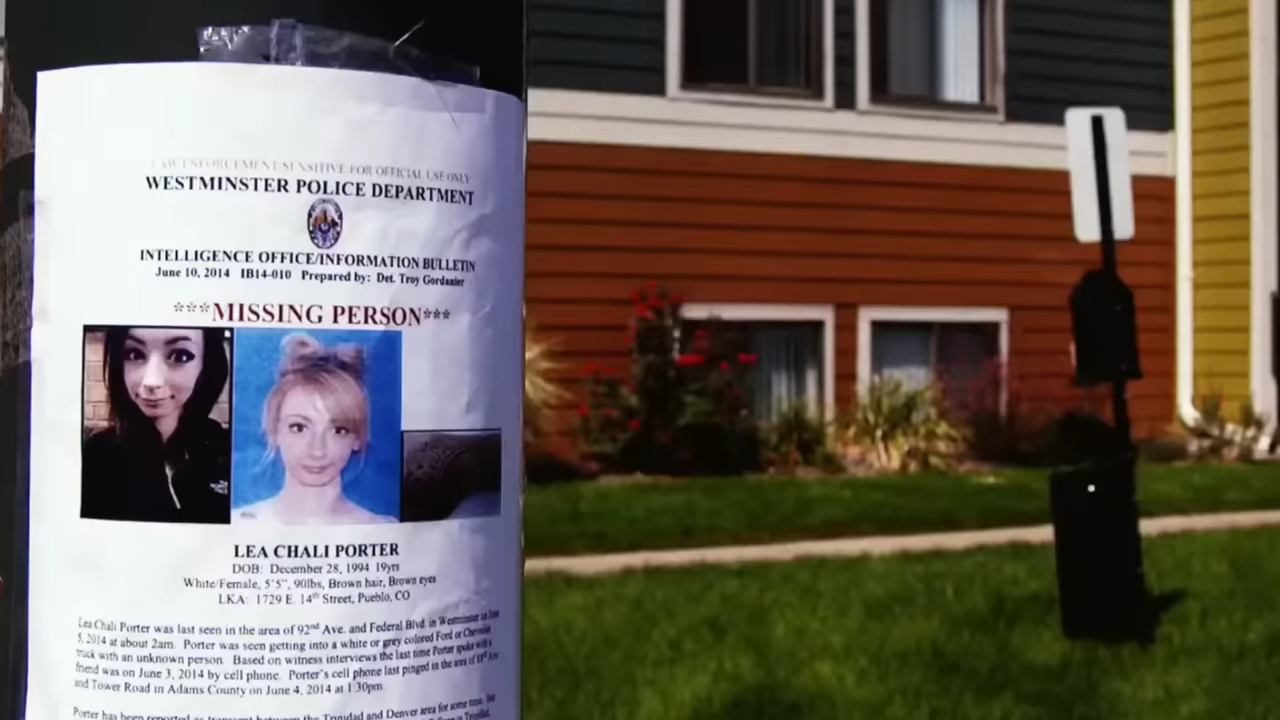 LAW ENFORCEMENT SENSITIVE-FOR OFFICIAL USE ONLY
WESTMINSTER POLICE DEPARTMENT
INTELLIGENCE OFFICE/INFORMATION BULLETIN
June 10, 2014 IB14-010 Prepared by: Det. Troy Gordanier
***MISSING PERSON***
LEA CHALI PORTER
DOB: December 28, 1994 19yrs
White/Female, 5'5", 90lbs, Brown hair, Brown eyes
LKA: 1729 E. 14th Street, Pueblo, CO
Lea Chali Porter was last seen in the area of 92nd Ave. and Federal Blvd. in Westminster on June
5, 2014 at about 2am. Porter was seen getting into a white or grey colored Ford or Chevrolet
truck with an unknown person. Based on witness interviews the last time Porter spoke with a
friend was on June 3, 2014 by cell phone. Porter's cell phone last pinged in the area of Ave
and Tower Road in Adams County on June 4, 2014 at 1:30pm.
Porter has been reported as transient between the Trinidad and Denver area for some time.